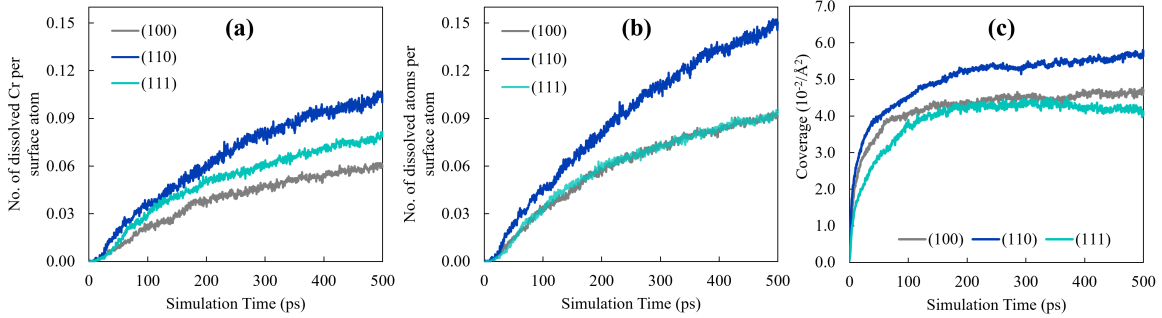 (a)
(100)
(110)
(111)
No. of dissolved Cr per
surface atom
0.15
0.12
0.09
0.06
0.03
0.00
0 100 200 300 400 500
Simulation Time (ps)
(b)
(100)
(110)
(111)
No. of dissolved atoms per
surface atom
0.15
0.12
0.09
0.06
0.03
0.00
0 100 200 300 400 500
Simulation Time (ps)
(c)
Coverage (10⁻²/Å²)
7.0
6.0
5.0
4.0
3.0
2.0
1.0
0.0
(100) (110) (111)
0 100 200 300 400 500
Simulation Time (ps)